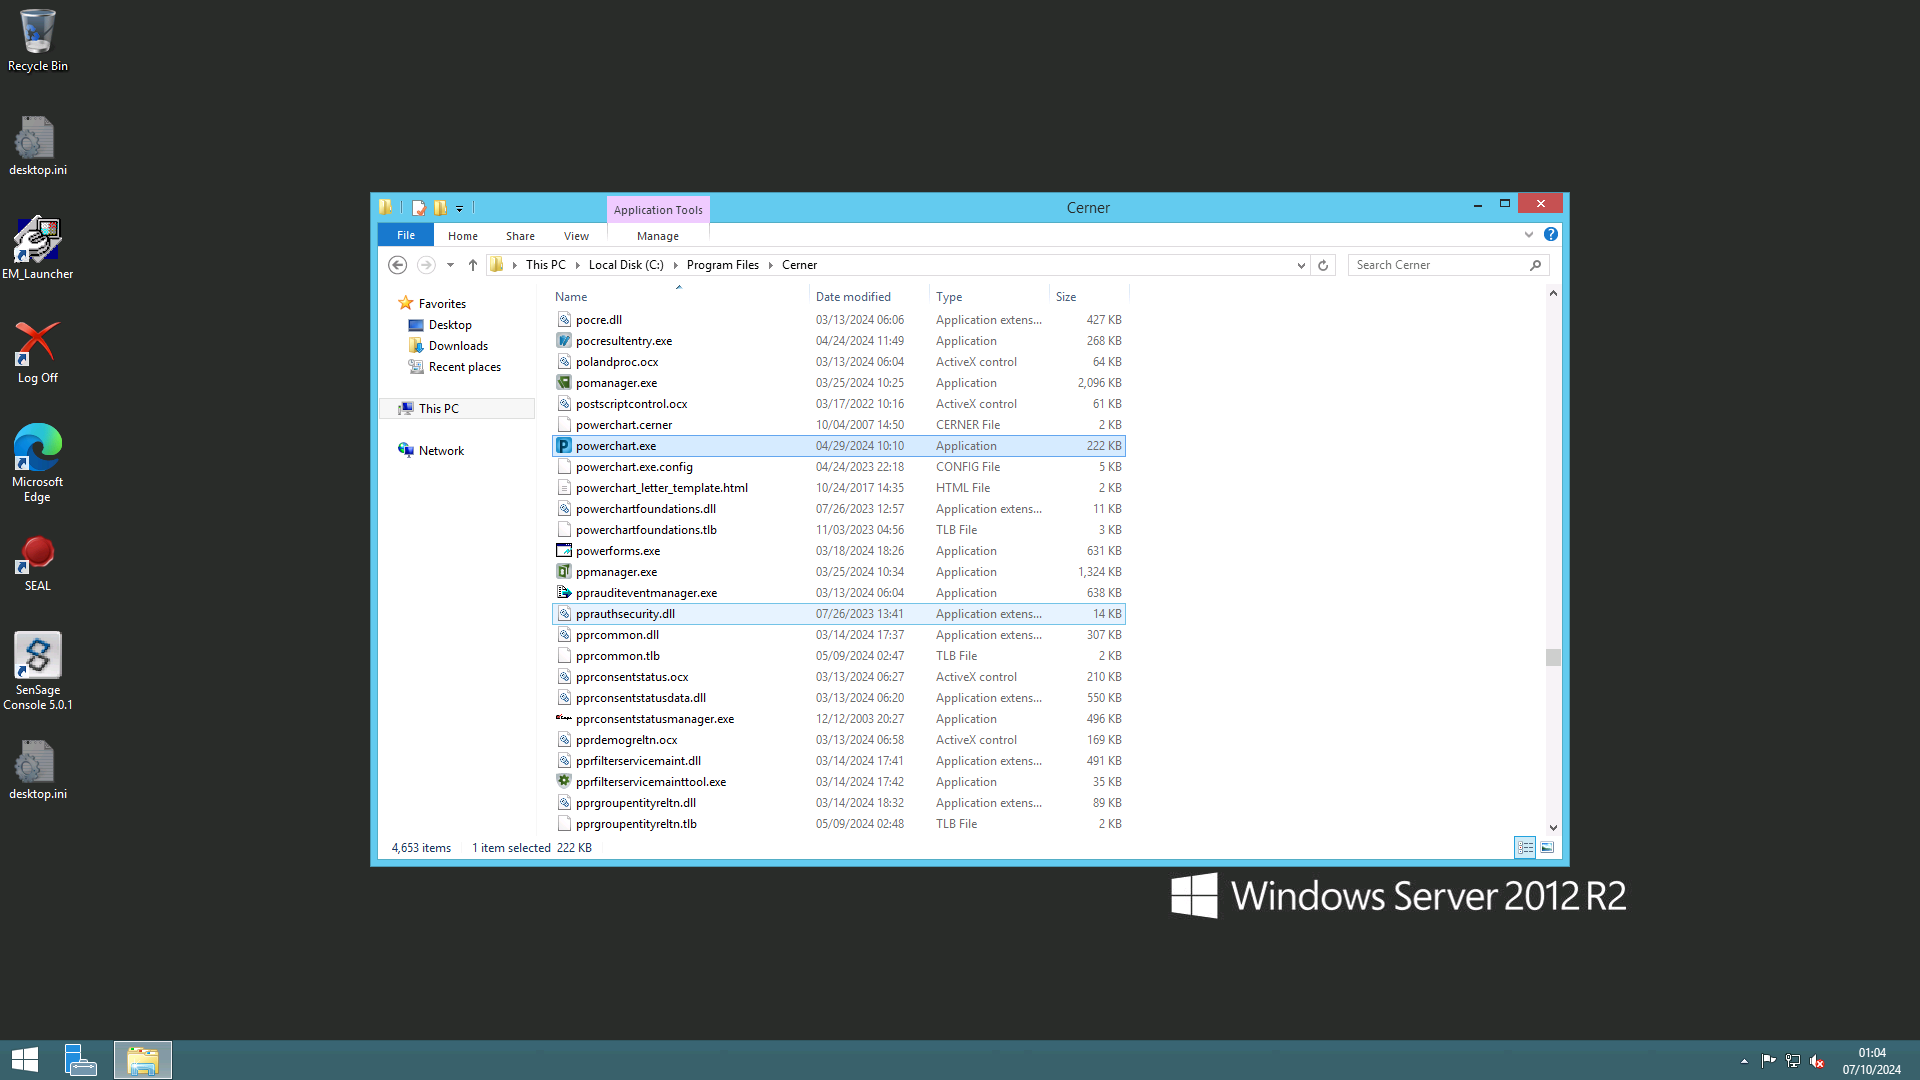 Recycle Bin
desktop.ini
EM_Launcher
Log Off
Microsoft
Edge
SEAL
SenSage
Console 5.0.1
desktop.ini
Application Tools
Cerner
File Home Share View Manage
This PC Local Disk (C:) Program Files Cerner
Search Cerner
Favorites
Desktop
Downloads
Recent places
This PC
Network
Name Date modified Type Size
pocre.dll 03/13/2024 06:06 Application extens... 427 KB
pocresultentry.exe 04/24/2024 11:49 Application 268 KB
polandproc.ocx 03/13/2024 06:04 ActiveX control 64 KB
pomanager.exe 03/25/2024 10:25 Application 2,096 KB
postscriptcontrol.ocx 03/17/2022 10:16 ActiveX control 61 KB
powerchart.cerner 10/04/2007 14:50 CERNER File 2 KB
powerchart.exe 04/29/2024 10:10 Application 222 KB
powerchart.exe.config 04/24/2023 22:18 CONFIG File 5 KB
powerchart_letter_template.html 10/24/2017 14:35 HTML File 2 KB
powerchartfoundations.dll 07/26/2023 12:57 Application extens... 11 KB
powerchartfoundations.tlb 11/03/2023 04:56 TLB File 3 KB
powerforms.exe 03/18/2024 18:26 Application 631 KB
ppmanager.exe 03/25/2024 10:34 Application 1,324 KB
pprauditeventmanager.exe 03/13/2024 06:04 Application 638 KB
pprauthsecurity.dll 07/26/2023 13:41 Application extens... 14 KB
pprcommon.dll 03/14/2024 17:37 Application extens... 307 KB
pprcommon.tlb 05/09/2024 02:47 TLB File 2 KB
pprconsentstatus.ocx 03/13/2024 06:27 ActiveX control 210 KB
pprconsentstatusdata.dll 03/13/2024 06:20 Application extens... 550 KB
pprconsentstatusmanager.exe 12/12/2003 20:27 Application 496 KB
pprdemogreltn.ocx 03/13/2024 06:58 ActiveX control 169 KB
pprfilterservicemaint.dll 03/14/2024 17:41 Application extens... 491 KB
pprfilterservicemainttool.exe 03/14/2024 17:42 Application 35 KB
pprgroupentityreltn.dll 03/14/2024 18:32 Application extens... 89 KB
pprgroupentityreltn.tlb 05/09/2024 02:48 TLB File 2 KB
4,653 items 1 item selected 222 KB
Windows Server 2012 R2
01:04
07/10/2024